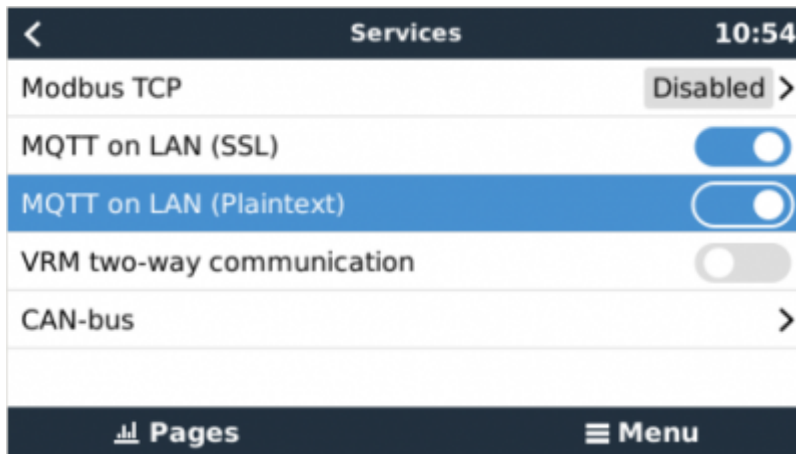 Services 10:54
Modbus TCP Disabled
MQTT on LAN (SSL)
MQTT on LAN (Plaintext)
VRM two-way communication
CAN-bus
Pages Menu